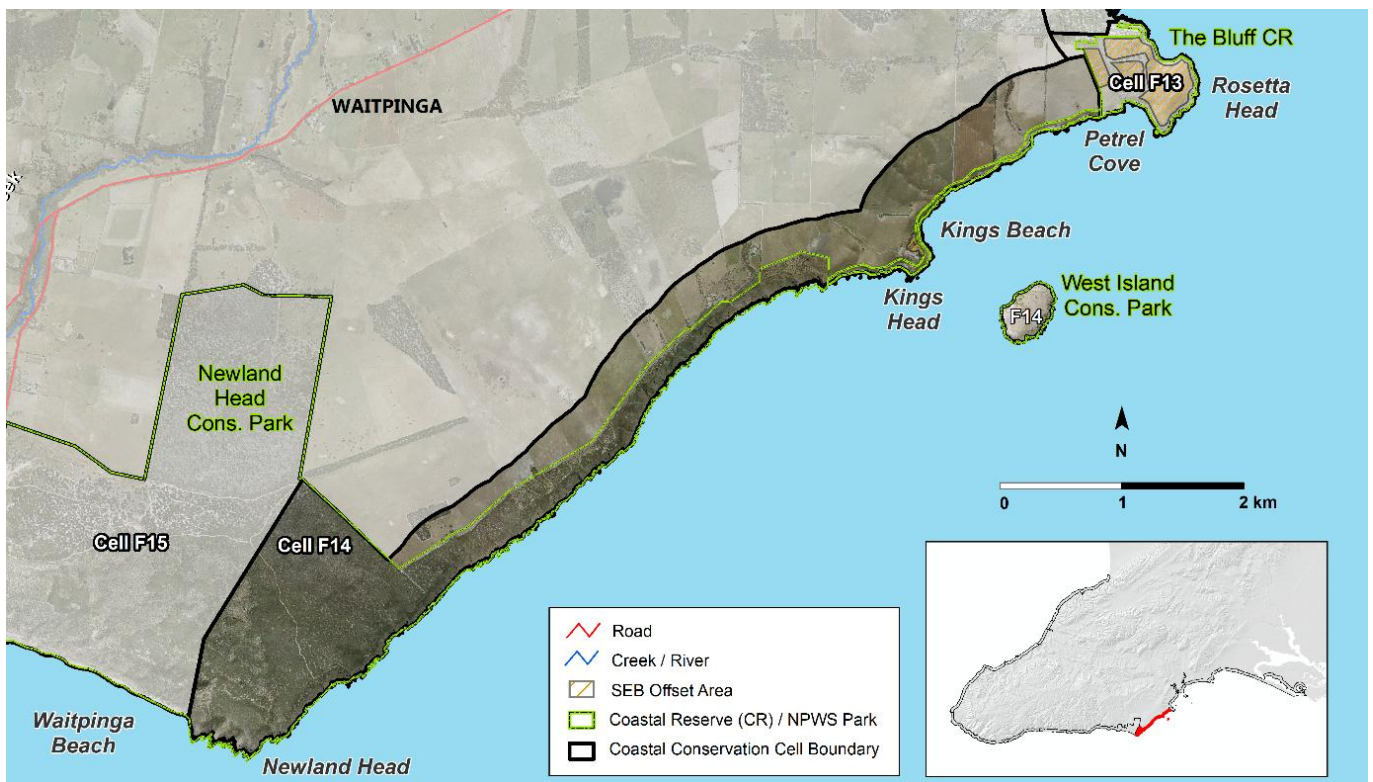 The Bluff CR
WAITPINGA
Cell F13
Rosetta
Head
Petrel
Cove
Kings Beach
West Island
Cons. Park
Kings
Head
F14
Newland
Head
Cons. Park
N
0 1 2 km
Cell F15
Cell F14
Road
Creek / River
SEB Offset Area
Coastal Reserve (CR) / NPWS Park
Coastal Conservation Cell Boundary
Waitpinga
Beach
Newland Head